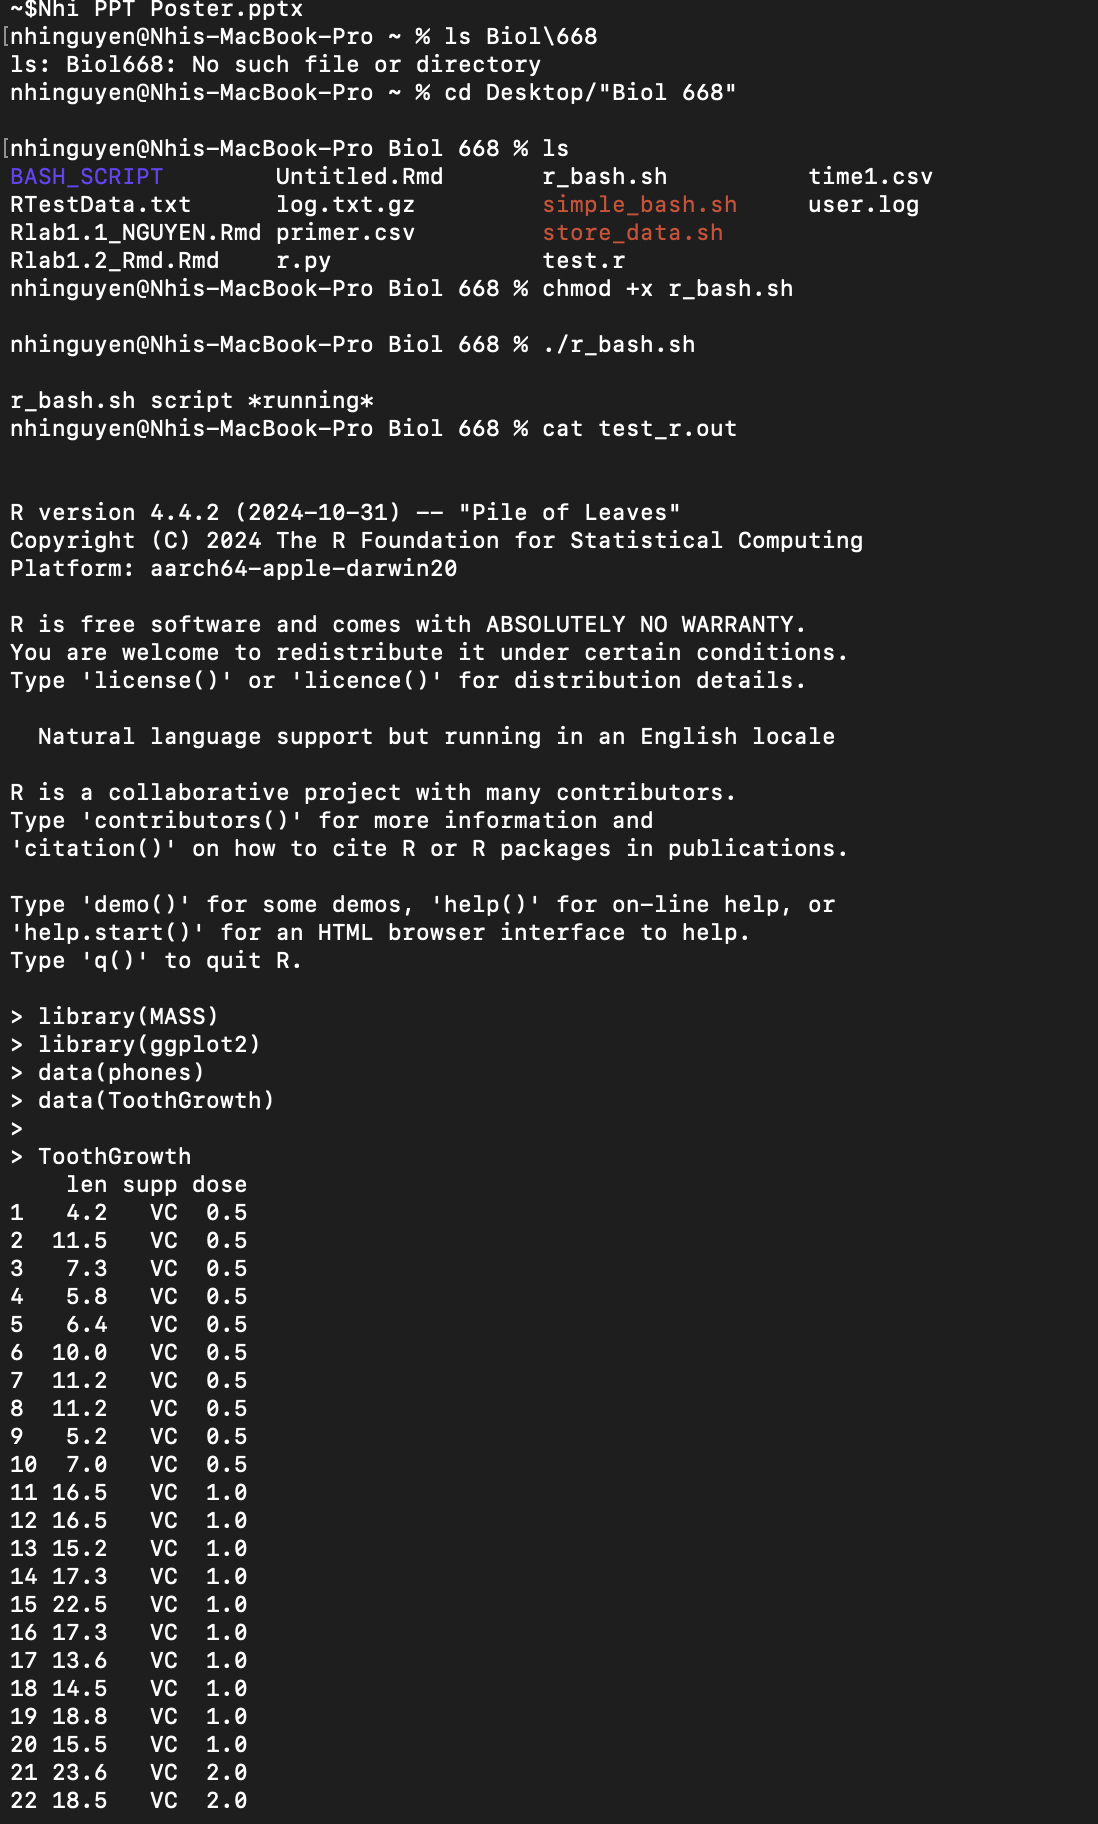 ~$Nhi PPT Poster.pptx
[nhinguyen@Nhis-MacBook-Pro ~ % ls Biol\668
ls: Biol668: No such file or directory
nhinguyen@Nhis-MacBook-Pro ~ % cd Desktop/"Biol 668"
[nhinguyen@Nhis-MacBook-Pro Biol 668 % ls
BASH_SCRIPT        Untitled.Rmd       r_bash.sh          time1.csv
RTestData.txt      log.txt.gz         simple_bash.sh     user.log
Rlab1.1_NGUYEN.Rmd primer.csv         store_data.sh
Rlab1.2_Rmd.Rmd    r.py               test.r
nhinguyen@Nhis-MacBook-Pro Biol 668 % chmod +x r_bash.sh
nhinguyen@Nhis-MacBook-Pro Biol 668 % ./r_bash.sh
r_bash.sh script *running*
nhinguyen@Nhis-MacBook-Pro Biol 668 % cat test_r.out
R version 4.4.2 (2024-10-31) -- "Pile of Leaves"
Copyright (C) 2024 The R Foundation for Statistical Computing
Platform: aarch64-apple-darwin20
R is free software and comes with ABSOLUTELY NO WARRANTY.
You are welcome to redistribute it under certain conditions.
Type 'license()' or 'licence()' for distribution details.
  Natural language support but running in an English locale
R is a collaborative project with many contributors.
Type 'contributors()' for more information and
'citation()' on how to cite R or R packages in publications.
Type 'demo()' for some demos, 'help()' for on-line help, or
'help.start()' for an HTML browser interface to help.
Type 'q()' to quit R.
> library(MASS)
> library(ggplot2)
> data(phones)
> data(ToothGrowth)
>
> ToothGrowth
    len supp dose
1   4.2   VC  0.5
2  11.5   VC  0.5
3   7.3   VC  0.5
4   5.8   VC  0.5
5   6.4   VC  0.5
6  10.0   VC  0.5
7  11.2   VC  0.5
8  11.2   VC  0.5
9   5.2   VC  0.5
10  7.0   VC  0.5
11 16.5   VC  1.0
12 16.5   VC  1.0
13 15.2   VC  1.0
14 17.3   VC  1.0
15 22.5   VC  1.0
16 17.3   VC  1.0
17 13.6   VC  1.0
18 14.5   VC  1.0
19 18.8   VC  1.0
20 15.5   VC  1.0
21 23.6   VC  2.0
22 18.5   VC  2.0